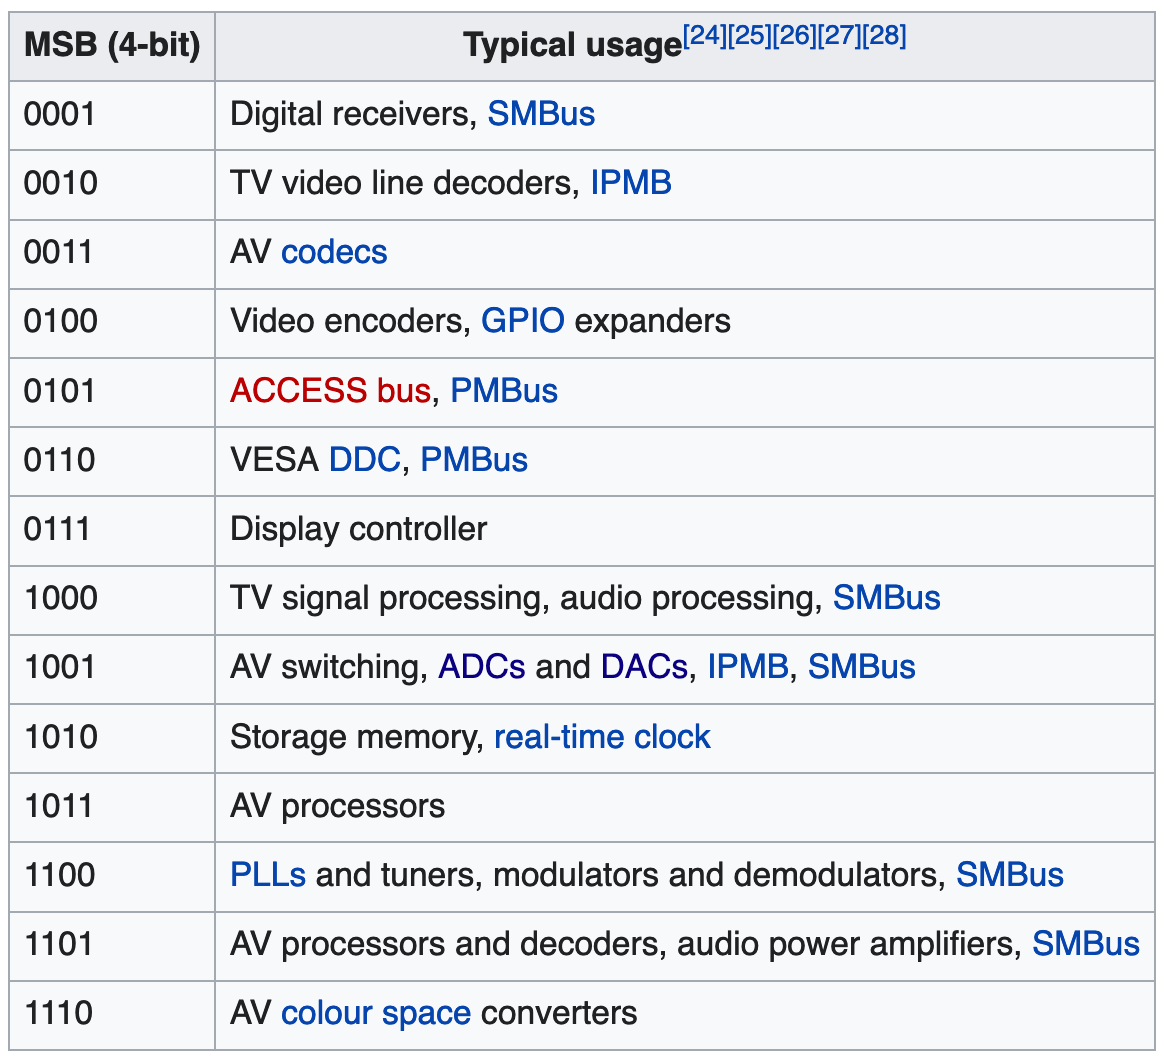 MSB (4-bit) Typical usage[24][25][26][27][28]
0001 Digital receivers, SMBus
0010 TV video line decoders, IPMB
0011 AV codecs
0100 Video encoders, GPIO expanders
0101 ACCESS bus, PMBus
0110 VESA DDC, PMBus
0111 Display controller
1000 TV signal processing, audio processing, SMBus
1001 AV switching, ADCs and DACs, IPMB, SMBus
1010 Storage memory, real-time clock
1011 AV processors
1100 PLLs and tuners, modulators and demodulators, SMBus
1101 AV processors and decoders, audio power amplifiers, SMBus
1110 AV colour space converters